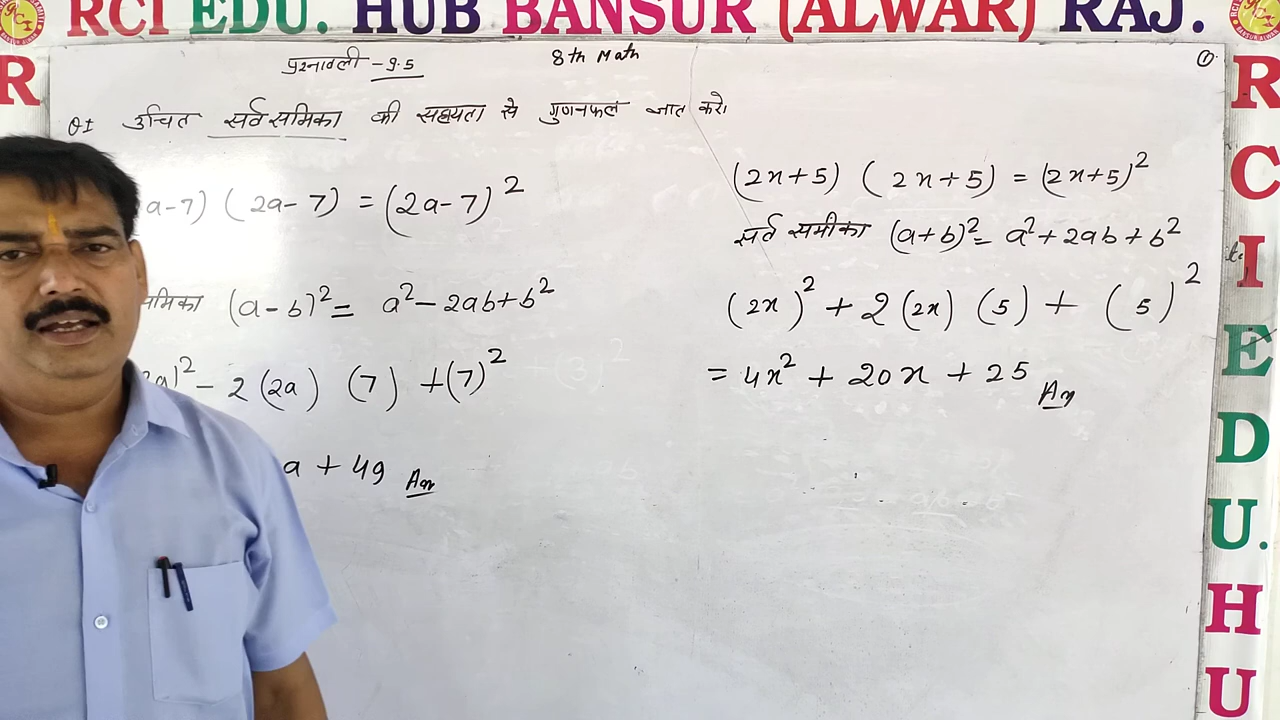 RCI EDU. HUB BANSUR (ALWAR) RAJ.
प्रश्नावली - 9.5
8th Math
①
Q1 उचित सर्वसमिका की सहायता से गुणनफल ज्ञात करो।
a-7) (2a-7) = (2a-7)²
मिका (a-b)² = a² - 2ab + b²
a)² - 2 (2a) (7) + (7)²
a + 49 Ans
(2x+5) (2x+5) = (2x+5)²
सर्व समीका (a+b)² = a² + 2ab + b²
(2x)² + 2 (2x) (5) + (5)²
= 4x² + 20x + 25 Ans
R
R
C
I
E
D
U.
H
U